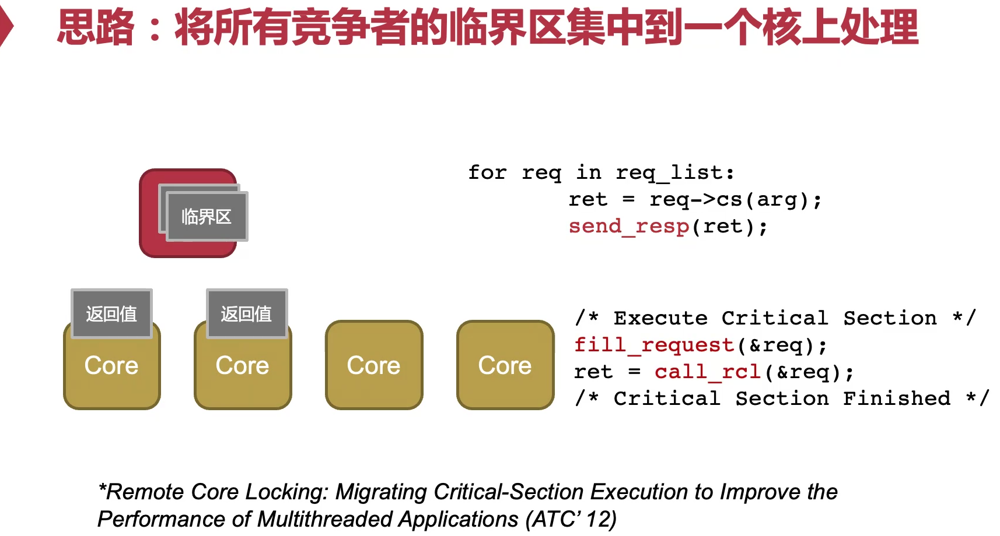 思路：将所有竞争者的临界区集中到一个核上处理
临界区
for req in req_list:
ret = req->cs(arg);
send_resp(ret);
返回值
返回值
Core
Core
Core
Core
/* Execute Critical Section */
fill_request(&req);
ret = call_rcl(&req);
/* Critical Section Finished */
*Remote Core Locking: Migrating Critical-Section Execution to Improve the
Performance of Multithreaded Applications (ATC’ 12)